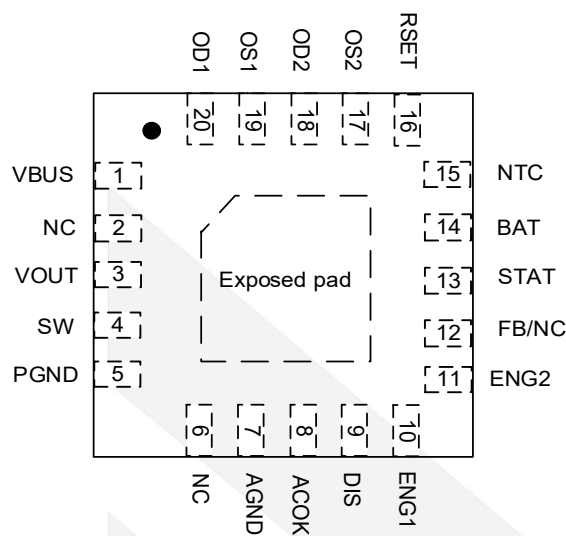 OD1 OS1 OD2 OS2 RSET
20 19 18 17 16
VBUS 1
NC 2
VOUT 3
SW 4
PGND 5
Exposed pad
15 NTC
14 BAT
13 STAT
12 FB/NC
11 ENG2
6 7 8 9 10
NC AGND ACOK DIS ENG1